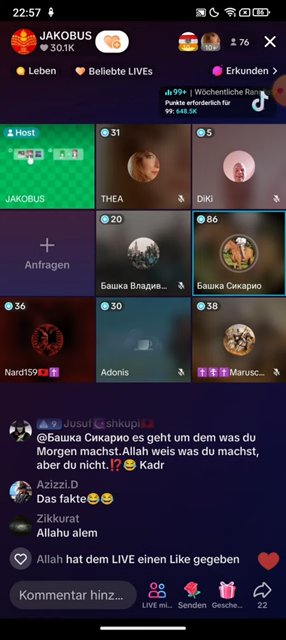 22:57
86
JAKOBUS
30.1K
10+
76
Leben
Beliebte LIVEs
Erkunden >
99+ | Wöchentliche Rang
Punkte erforderlich für
99: 648.5K
Host
JAKOBUS
31
THEA
5
DiKi
+
Anfragen
20
Башка Владив...
86
Башка Сикарио
36
Nard159
30
Adonis
38
Marusc...
9 Jusuf shkupi
@Башка Сикарио es geht um dem was du
Morgen machst.Allah weis was du machst,
aber du nicht.⁉️😂 Kadr
Azizzi.D
Das fakte😂😂
Zikkurat
Allahu alem
Allah hat dem LIVE einen Like gegeben
Kommentar hinz...
LIVE mi...
Senden
Gesche...
22